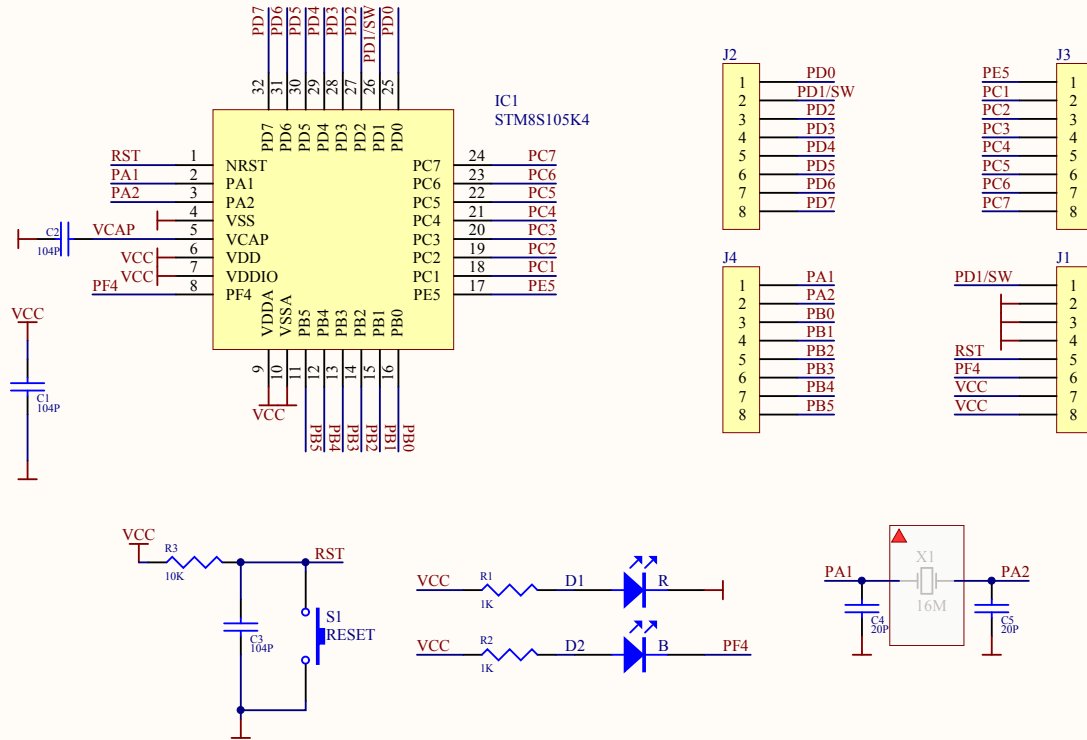 PD7
PD6
PD5
PD4
PD3
PD2
PD1/SW
PD0
32
31
30
29
28
27
26
25
PD7
PD6
PD5
PD4
PD3
PD2
PD1
PD0
IC1
STM8S105K4
RST 1 NRST
PA1 2 PA1
PA2 3 PA2
4 VSS
C2 104P VCAP 5 VCAP
VCC 6 VDD
VCC 7 VDDIO
PF4 8 PF4
PC7 24 PC7
PC6 23 PC6
PC5 22 PC5
PC4 21 PC4
PC3 20 PC3
PC2 19 PC2
PC1 18 PC1
PE5 17 PE5
VDDA
VSSA
PB5
PB4
PB3
PB2
PB1
PB0
9
10
11
12
13
14
15
16
VCC
PB5
PB4
PB3
PB2
PB1
PB0
VCC
C1
104P
J2
1 PD0
2 PD1/SW
3 PD2
4 PD3
5 PD4
6 PD5
7 PD6
8 PD7
J3
PE5 1
PC1 2
PC2 3
PC3 4
PC4 5
PC5 6
PC6 7
PC7 8
J4
1 PA1
2 PA2
3 PB0
4 PB1
5 PB2
6 PB3
7 PB4
8 PB5
J1
PD1/SW 1
2
3
4
RST 5
PF4 6
VCC 7
VCC 8
VCC
R3
10K
RST
C3
104P
S1
RESET
VCC R1 D1 R
1K
VCC R2 D2 B PF4
1K
X1
PA1 PA2
16M
C4
20P
C5
20P